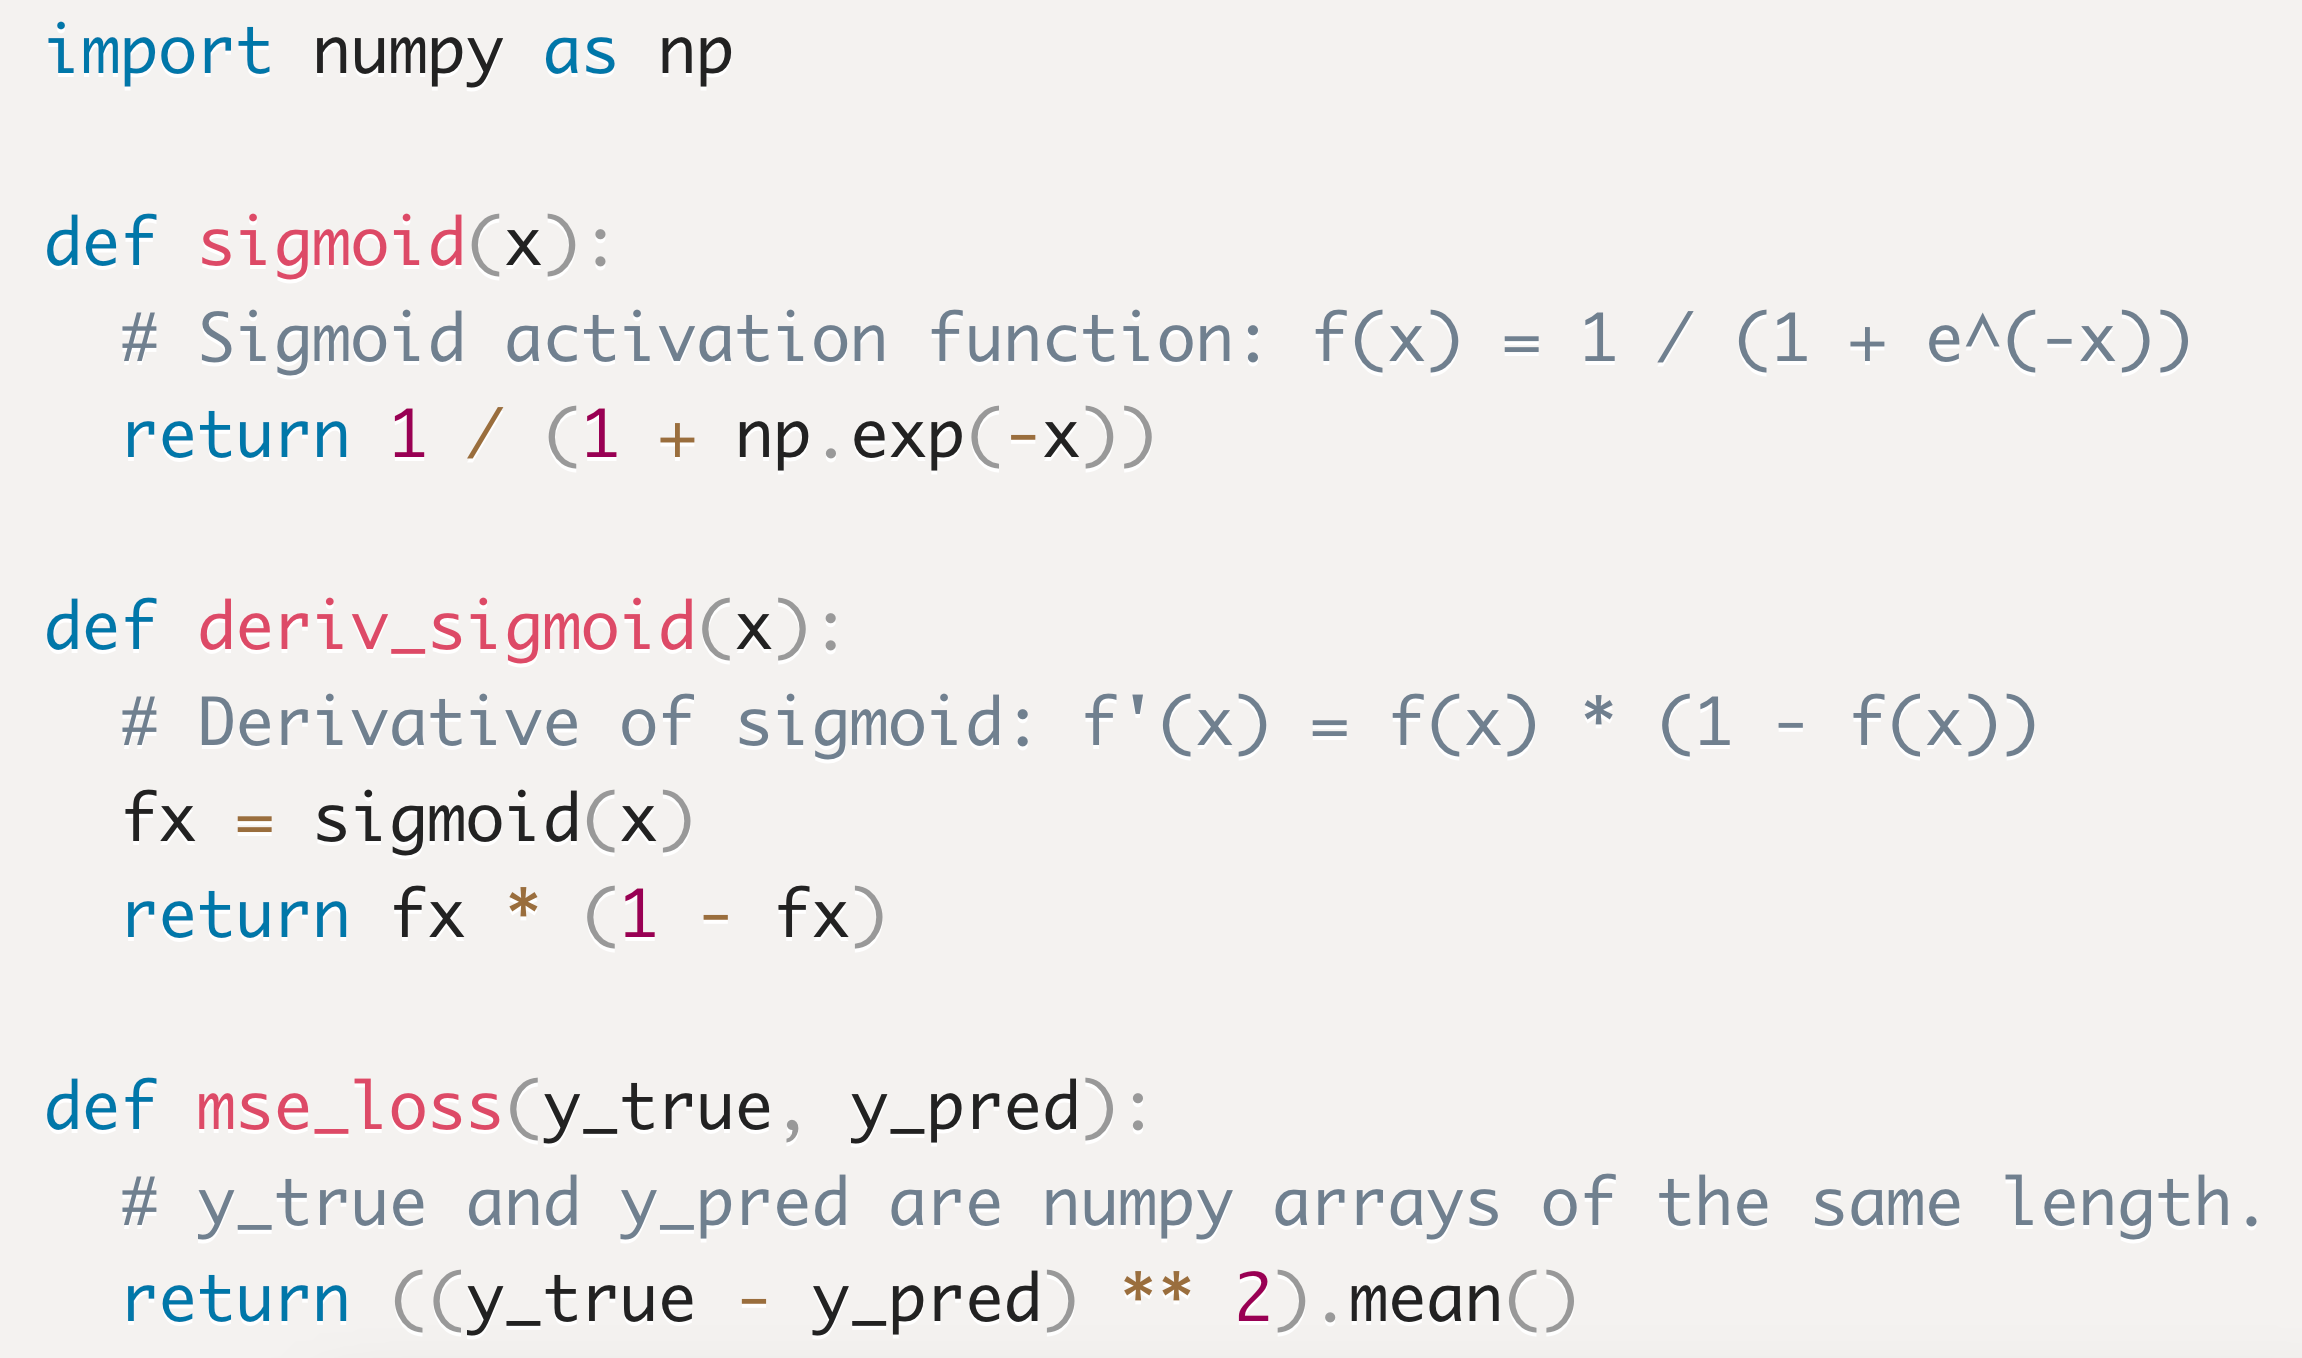 import numpy as np
def sigmoid(x):
  # Sigmoid activation function: f(x) = 1 / (1 + e^(-x))
  return 1 / (1 + np.exp(-x))
def deriv_sigmoid(x):
  # Derivative of sigmoid: f'(x) = f(x) * (1 - f(x))
  fx = sigmoid(x)
  return fx * (1 - fx)
def mse_loss(y_true, y_pred):
  # y_true and y_pred are numpy arrays of the same length.
  return ((y_true - y_pred) ** 2).mean()